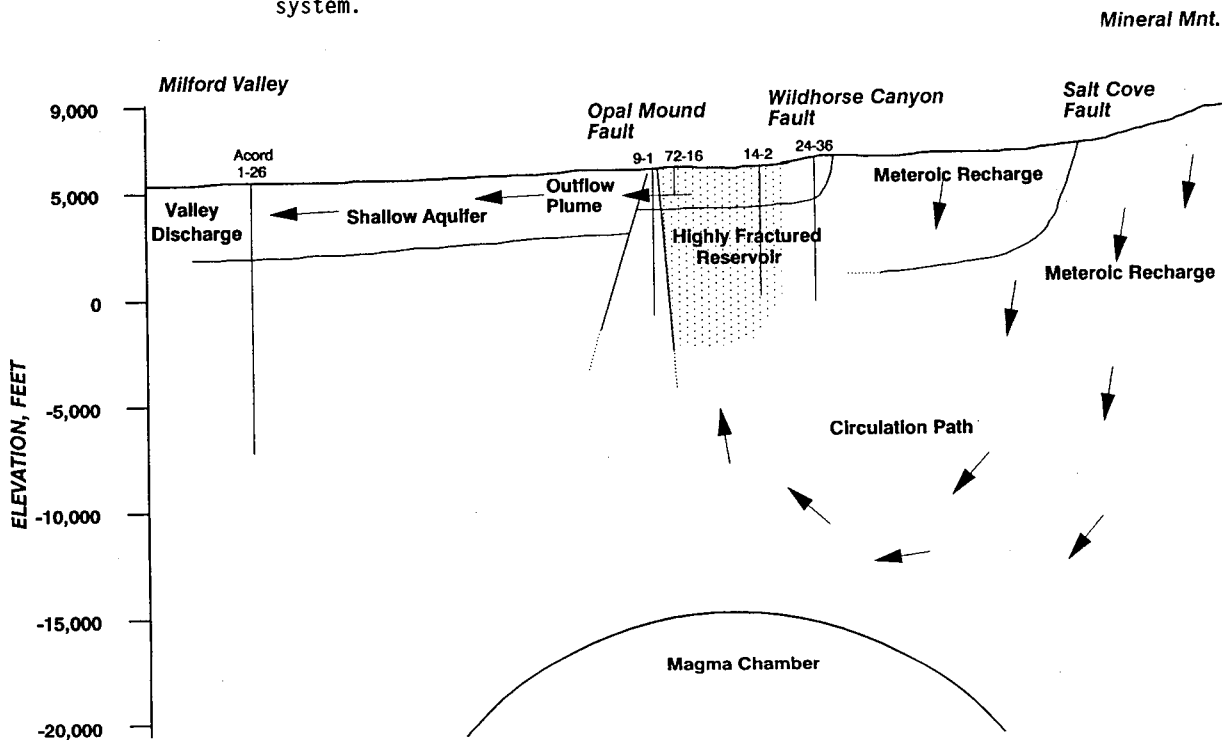 system.
Mineral Mnt.
Milford Valley
Opal Mound
Fault
Wildhorse Canyon
Fault
Salt Cove
Fault
9,000
Acord
1-26
9-1
72-16
14-2
24-36
5,000
Valley
Discharge
Shallow Aquifer
Outflow
Plume
Highly Fractured
Reservoir
Meteroic Recharge
Meteroic Recharge
0
ELEVATION, FEET
-5,000
Circulation Path
-10,000
-15,000
Magma Chamber
-20,000